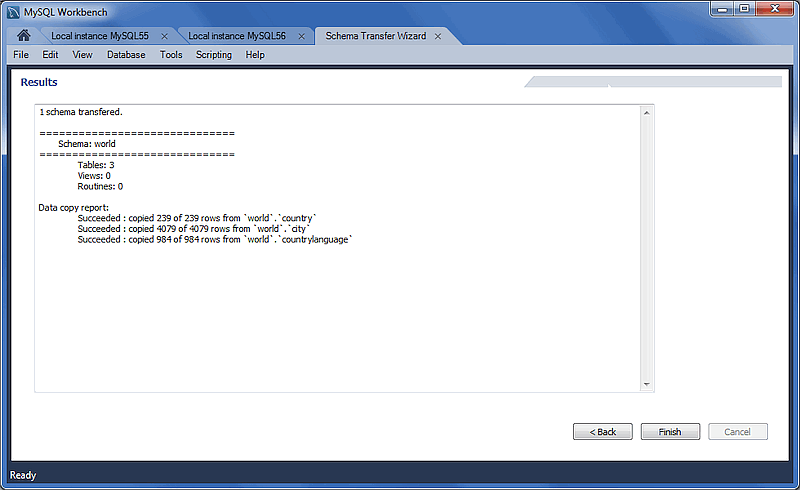 MySQL Workbench
Local instance MySQL55 Local instance MySQL56 Schema Transfer Wizard
File Edit View Database Tools Scripting Help
Results
1 schema transfered.
==============================
Schema: world
==============================
Tables: 3
Views: 0
Routines: 0
Data copy report:
Succeeded : copied 239 of 239 rows from `world`.`country`
Succeeded : copied 4079 of 4079 rows from `world`.`city`
Succeeded : copied 984 of 984 rows from `world`.`countrylanguage`
< Back Finish Cancel
Ready